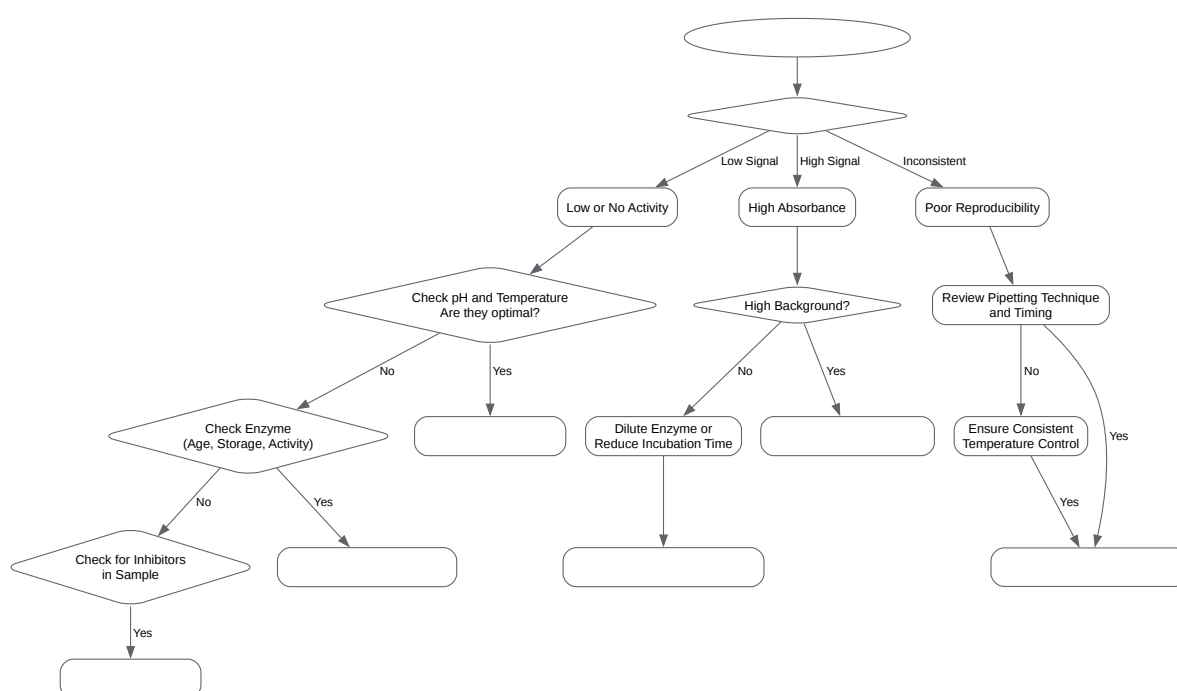 Low Signal
High Signal
Inconsistent
Low or No Activity
High Absorbance
Poor Reproducibility
Check pH and Temperature
Are they optimal?
High Background?
Review Pipetting Technique
and Timing
No
Yes
No
Yes
No
Yes
Check Enzyme
(Age, Storage, Activity)
Dilute Enzyme or
Reduce Incubation Time
Ensure Consistent
Temperature Control
No
Yes
Yes
Check for Inhibitors
in Sample
Yes